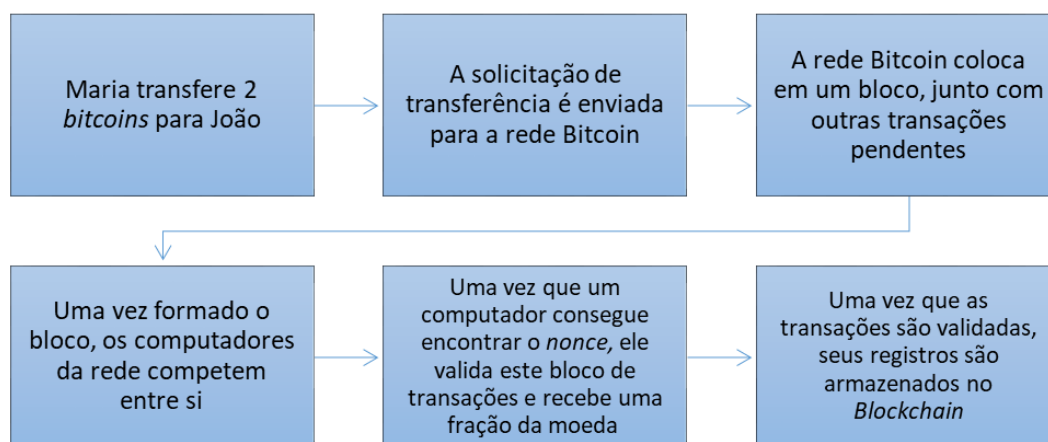 Maria transfere 2
bitcoins para João
A solicitação de
transferência é enviada
para a rede Bitcoin
A rede Bitcoin coloca
em um bloco, junto com
outras transações
pendentes
Uma vez formado o
bloco, os computadores
da rede competem
entre si
Uma vez que um
computador consegue
encontrar o nonce, ele
valida este bloco de
transações e recebe uma
fração da moeda
Uma vez que as
transações são validadas,
seus registros são
armazenados no
Blockchain